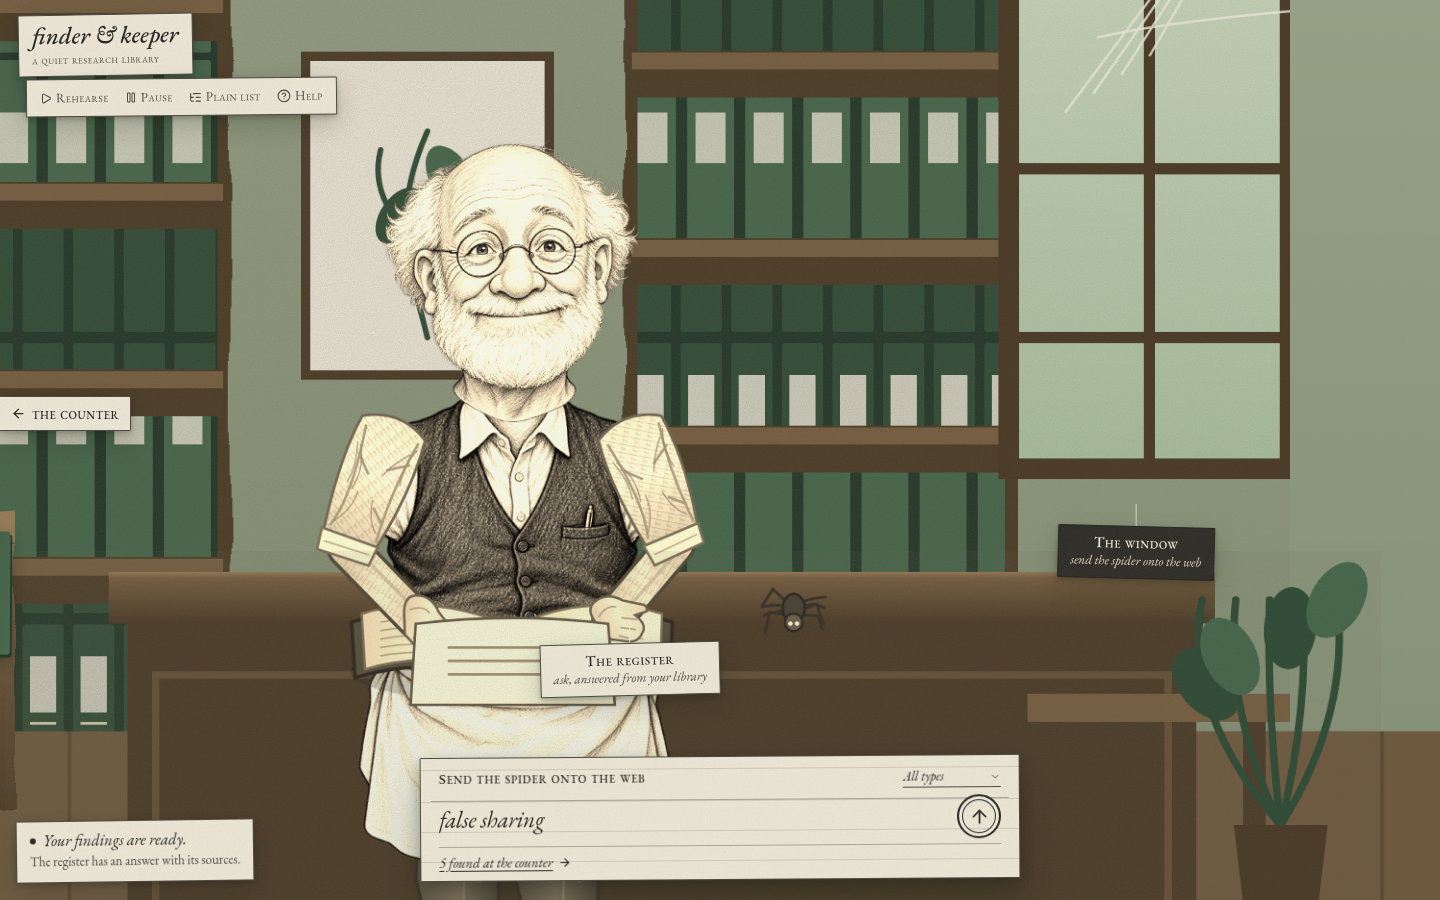 finder & keeper
A QUIET RESEARCH LIBRARY
Rehearse Pause Plain list Help
THE COUNTER
The window
send the spider onto the web
The register
ask, answered from your library
Send the spider onto the web
All types
false sharing
5 found at the counter →
Your findings are ready.
The register has an answer with its sources.